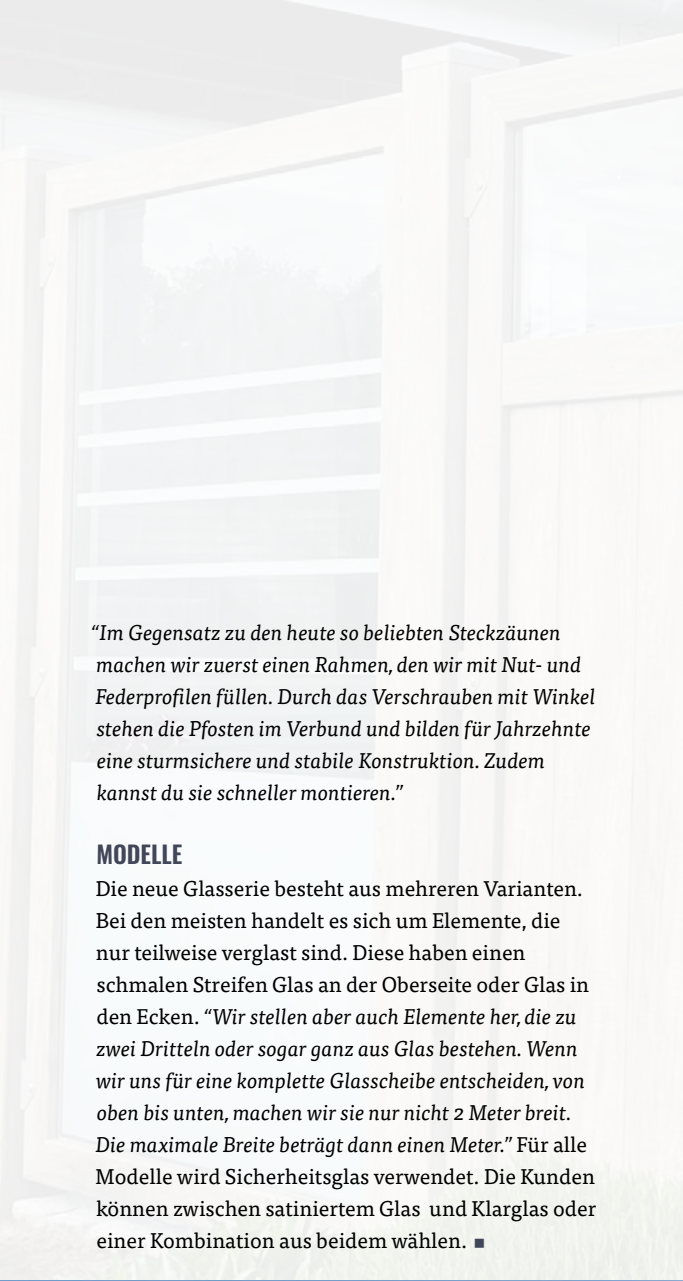 “Im Gegensatz zu den heute so beliebten Steckzäunen
machen wir zuerst einen Rahmen, den wir mit Nut- und
Federprofilen füllen. Durch das Verschrauben mit Winkel
stehen die Pfosten im Verbund und bilden für Jahrzehnte
eine sturmsichere und stabile Konstruktion. Zudem
kannst du sie schneller montieren.”
MODELLE
Die neue Glasserie besteht aus mehreren Varianten.
Bei den meisten handelt es sich um Elemente, die
nur teilweise verglast sind. Diese haben einen
schmalen Streifen Glas an der Oberseite oder Glas in
den Ecken. “Wir stellen aber auch Elemente her, die zu
zwei Dritteln oder sogar ganz aus Glas bestehen. Wenn
wir uns für eine komplette Glasscheibe entscheiden, von
oben bis unten, machen wir sie nur nicht 2 Meter breit.
Die maximale Breite beträgt dann einen Meter.” Für alle
Modelle wird Sicherheitsglas verwendet. Die Kunden
können zwischen satiniertem Glas und Klarglas oder
einer Kombination aus beidem wählen. ■